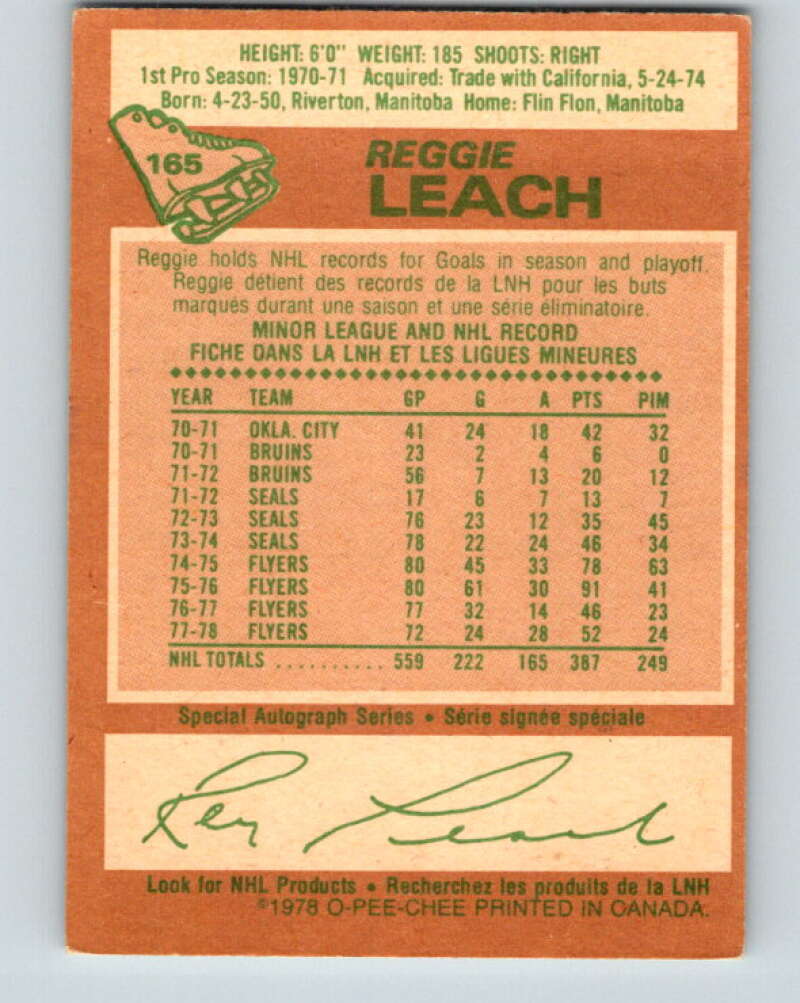 HEIGHT: 6'0" WEIGHT: 185 SHOOTS: RIGHT
1st Pro Season: 1970-71 Acquired: Trade with California, 5-24-74
Born: 4-23-50, Riverton, Manitoba Home: Flin Flon, Manitoba
165
REGGIE
LEACH
Reggie holds NHL records for Goals in season and playoff.
Reggie détient des records de la LNH pour les buts
marqués durant une saison et une série éliminatoire.
MINOR LEAGUE AND NHL RECORD
FICHE DANS LA LNH ET LES LIGUES MINEURES
YEAR TEAM GP G A PTS PIM
70-71 OKLA. CITY 41 24 18 42 32
70-71 BRUINS 23 2 4 6 0
71-72 BRUINS 56 7 13 20 12
71-72 SEALS 17 6 7 13 7
72-73 SEALS 76 23 12 35 45
73-74 SEALS 78 22 24 46 34
74-75 FLYERS 80 45 33 78 63
75-76 FLYERS 80 61 30 91 41
76-77 FLYERS 77 32 14 46 23
77-78 FLYERS 72 24 28 52 24
NHL TOTALS .......... 559 222 165 387 249
Special Autograph Series • Série signée spéciale
Reg Leach
Look for NHL Products • Recherchez les produits de la LNH
©1978 O-PEE-CHEE PRINTED IN CANADA.